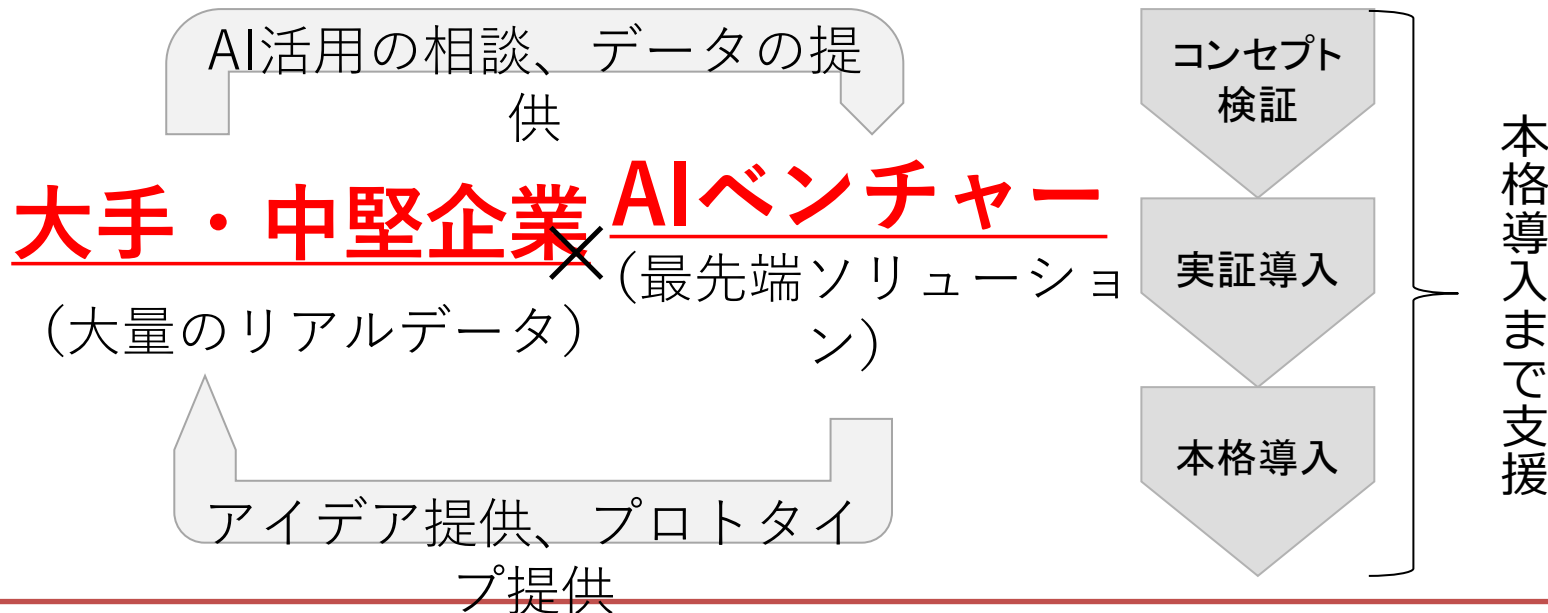 AI活用の相談、データの提
供
大手・中堅企業
×
AIベンチャー
（大量のリアルデータ）
（最先端ソリューショ
ン）
アイデア提供、プロトタイ
プ提供
コンセプト
検証
実証導入
本格導入
本格導入まで支援